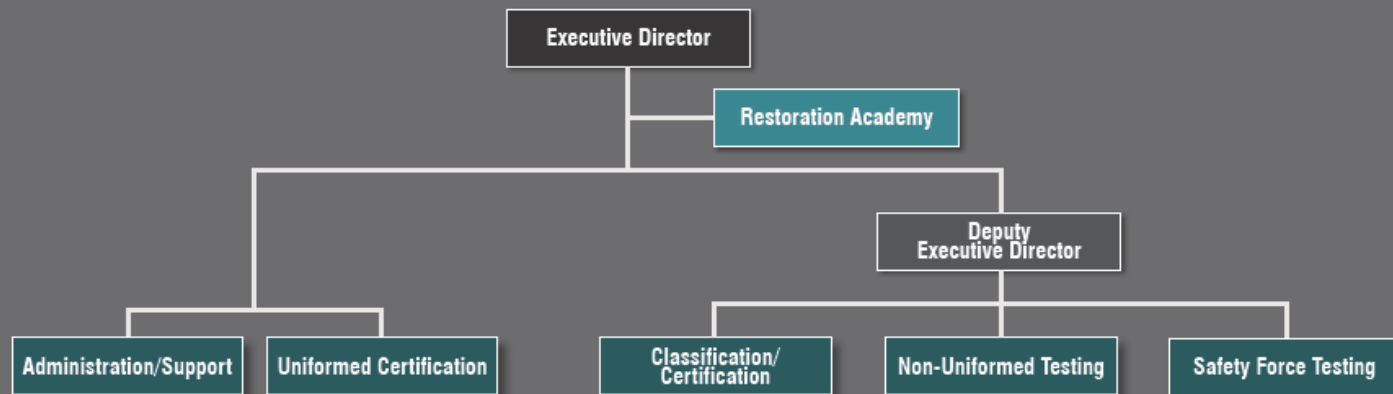 Executive Director
Restoration Academy
Deputy
Executive Director
Administration/Support
Uniformed Certification
Classification/
Certification
Non-Uniformed Testing
Safety Force Testing